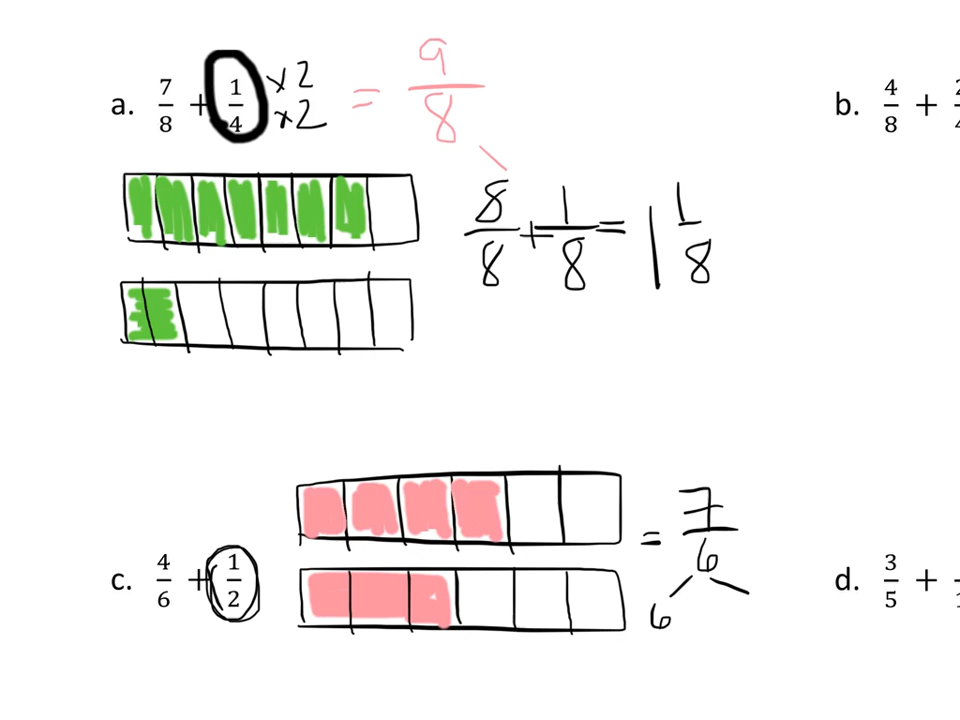 a. 7/8 + 1/4 ×2 ×2 = 9/8
8/8 + 1/8 = 1 1/8
b. 4/8 +
c. 4/6 + 1/2 = 7/6
6
d. 3/5 +